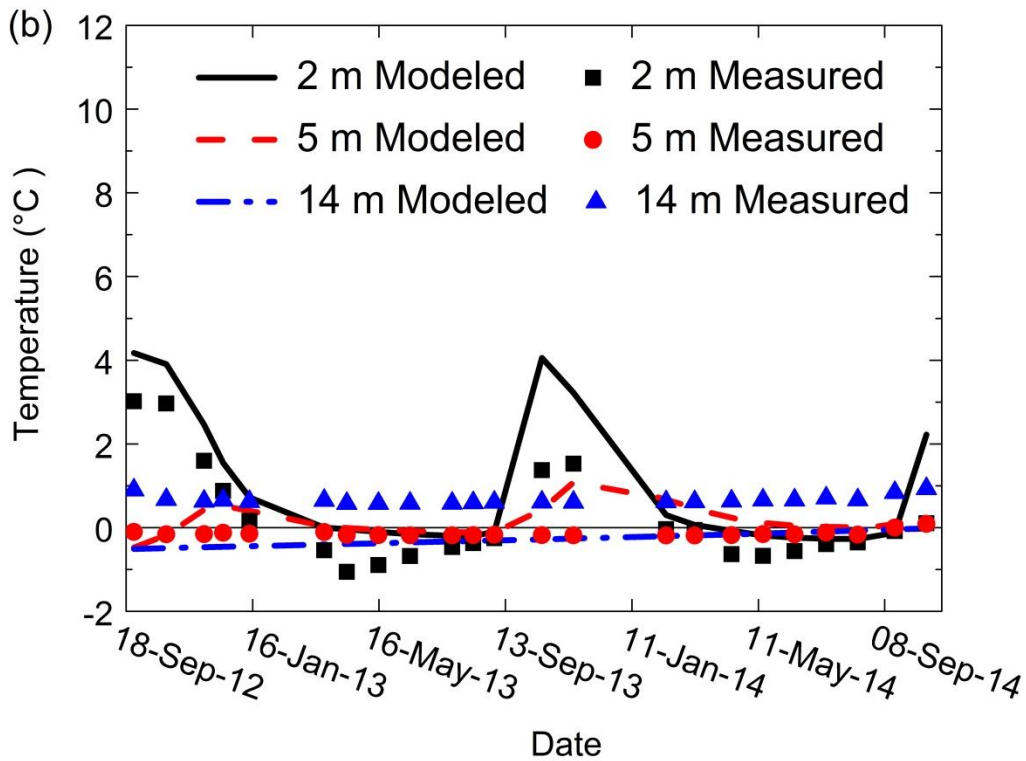 (b)
12
10
8
6
4
2
0
-2
Temperature (°C )
2 m Modeled
2 m Measured
5 m Modeled
5 m Measured
14 m Modeled
14 m Measured
18-Sep-12
16-Jan-13
16-May-13
13-Sep-13
11-Jan-14
11-May-14
08-Sep-14
Date